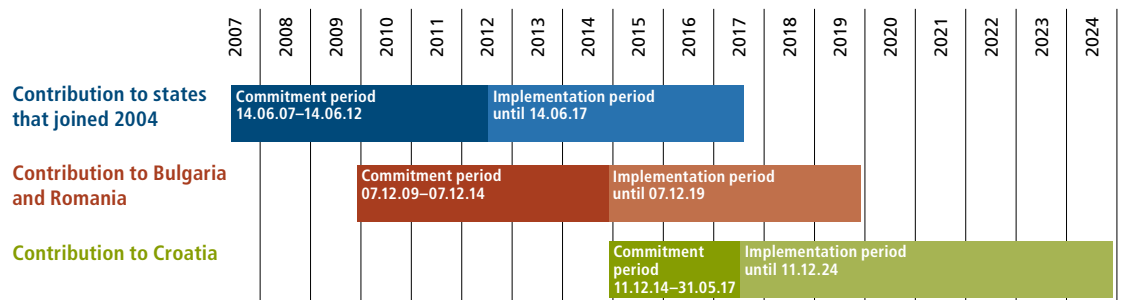 2007 2008 2009 2010 2011 2012 2013 2014 2015 2016 2017 2018 2019 2020 2021 2022 2023 2024
Contribution to states
that joined 2004
Commitment period
14.06.07–14.06.12
Implementation period
until 14.06.17
Contribution to Bulgaria
and Romania
Commitment period
07.12.09–07.12.14
Implementation period
until 07.12.19
Contribution to Croatia
Commitment
period
11.12.14–31.05.17
Implementation period
until 11.12.24